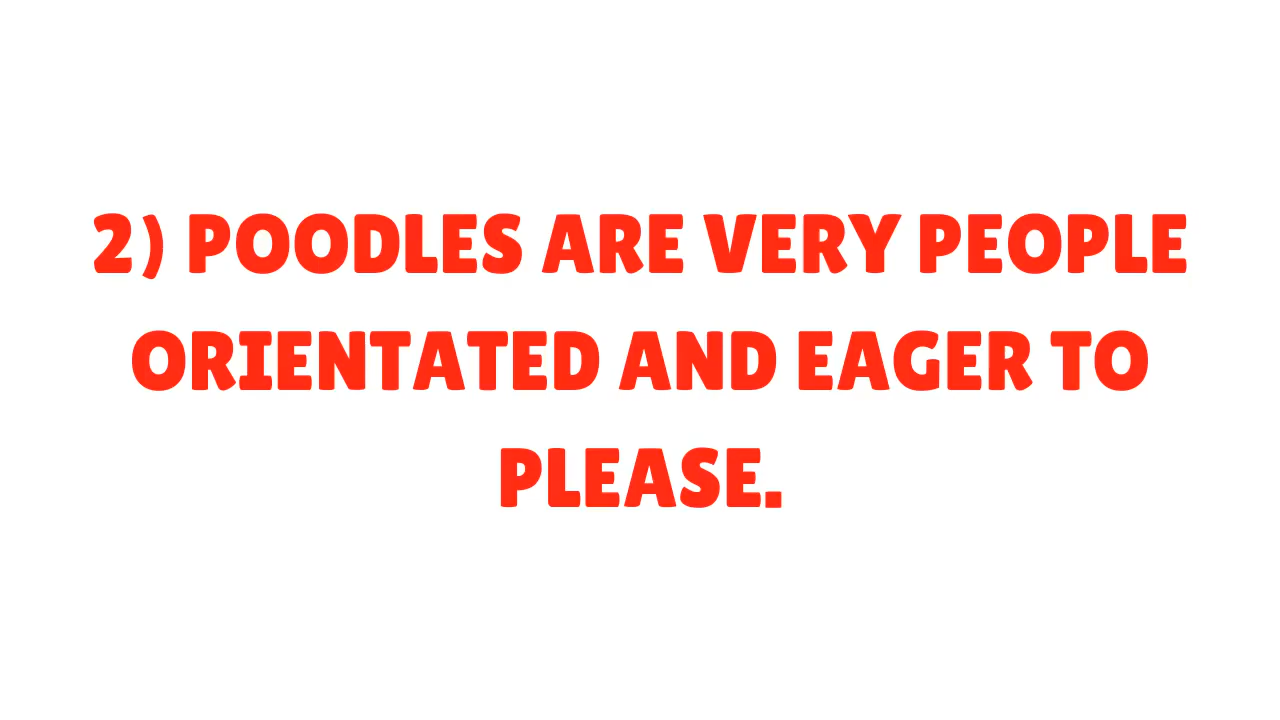 2) POODLES ARE VERY PEOPLE
ORIENTATED AND EAGER TO
PLEASE.